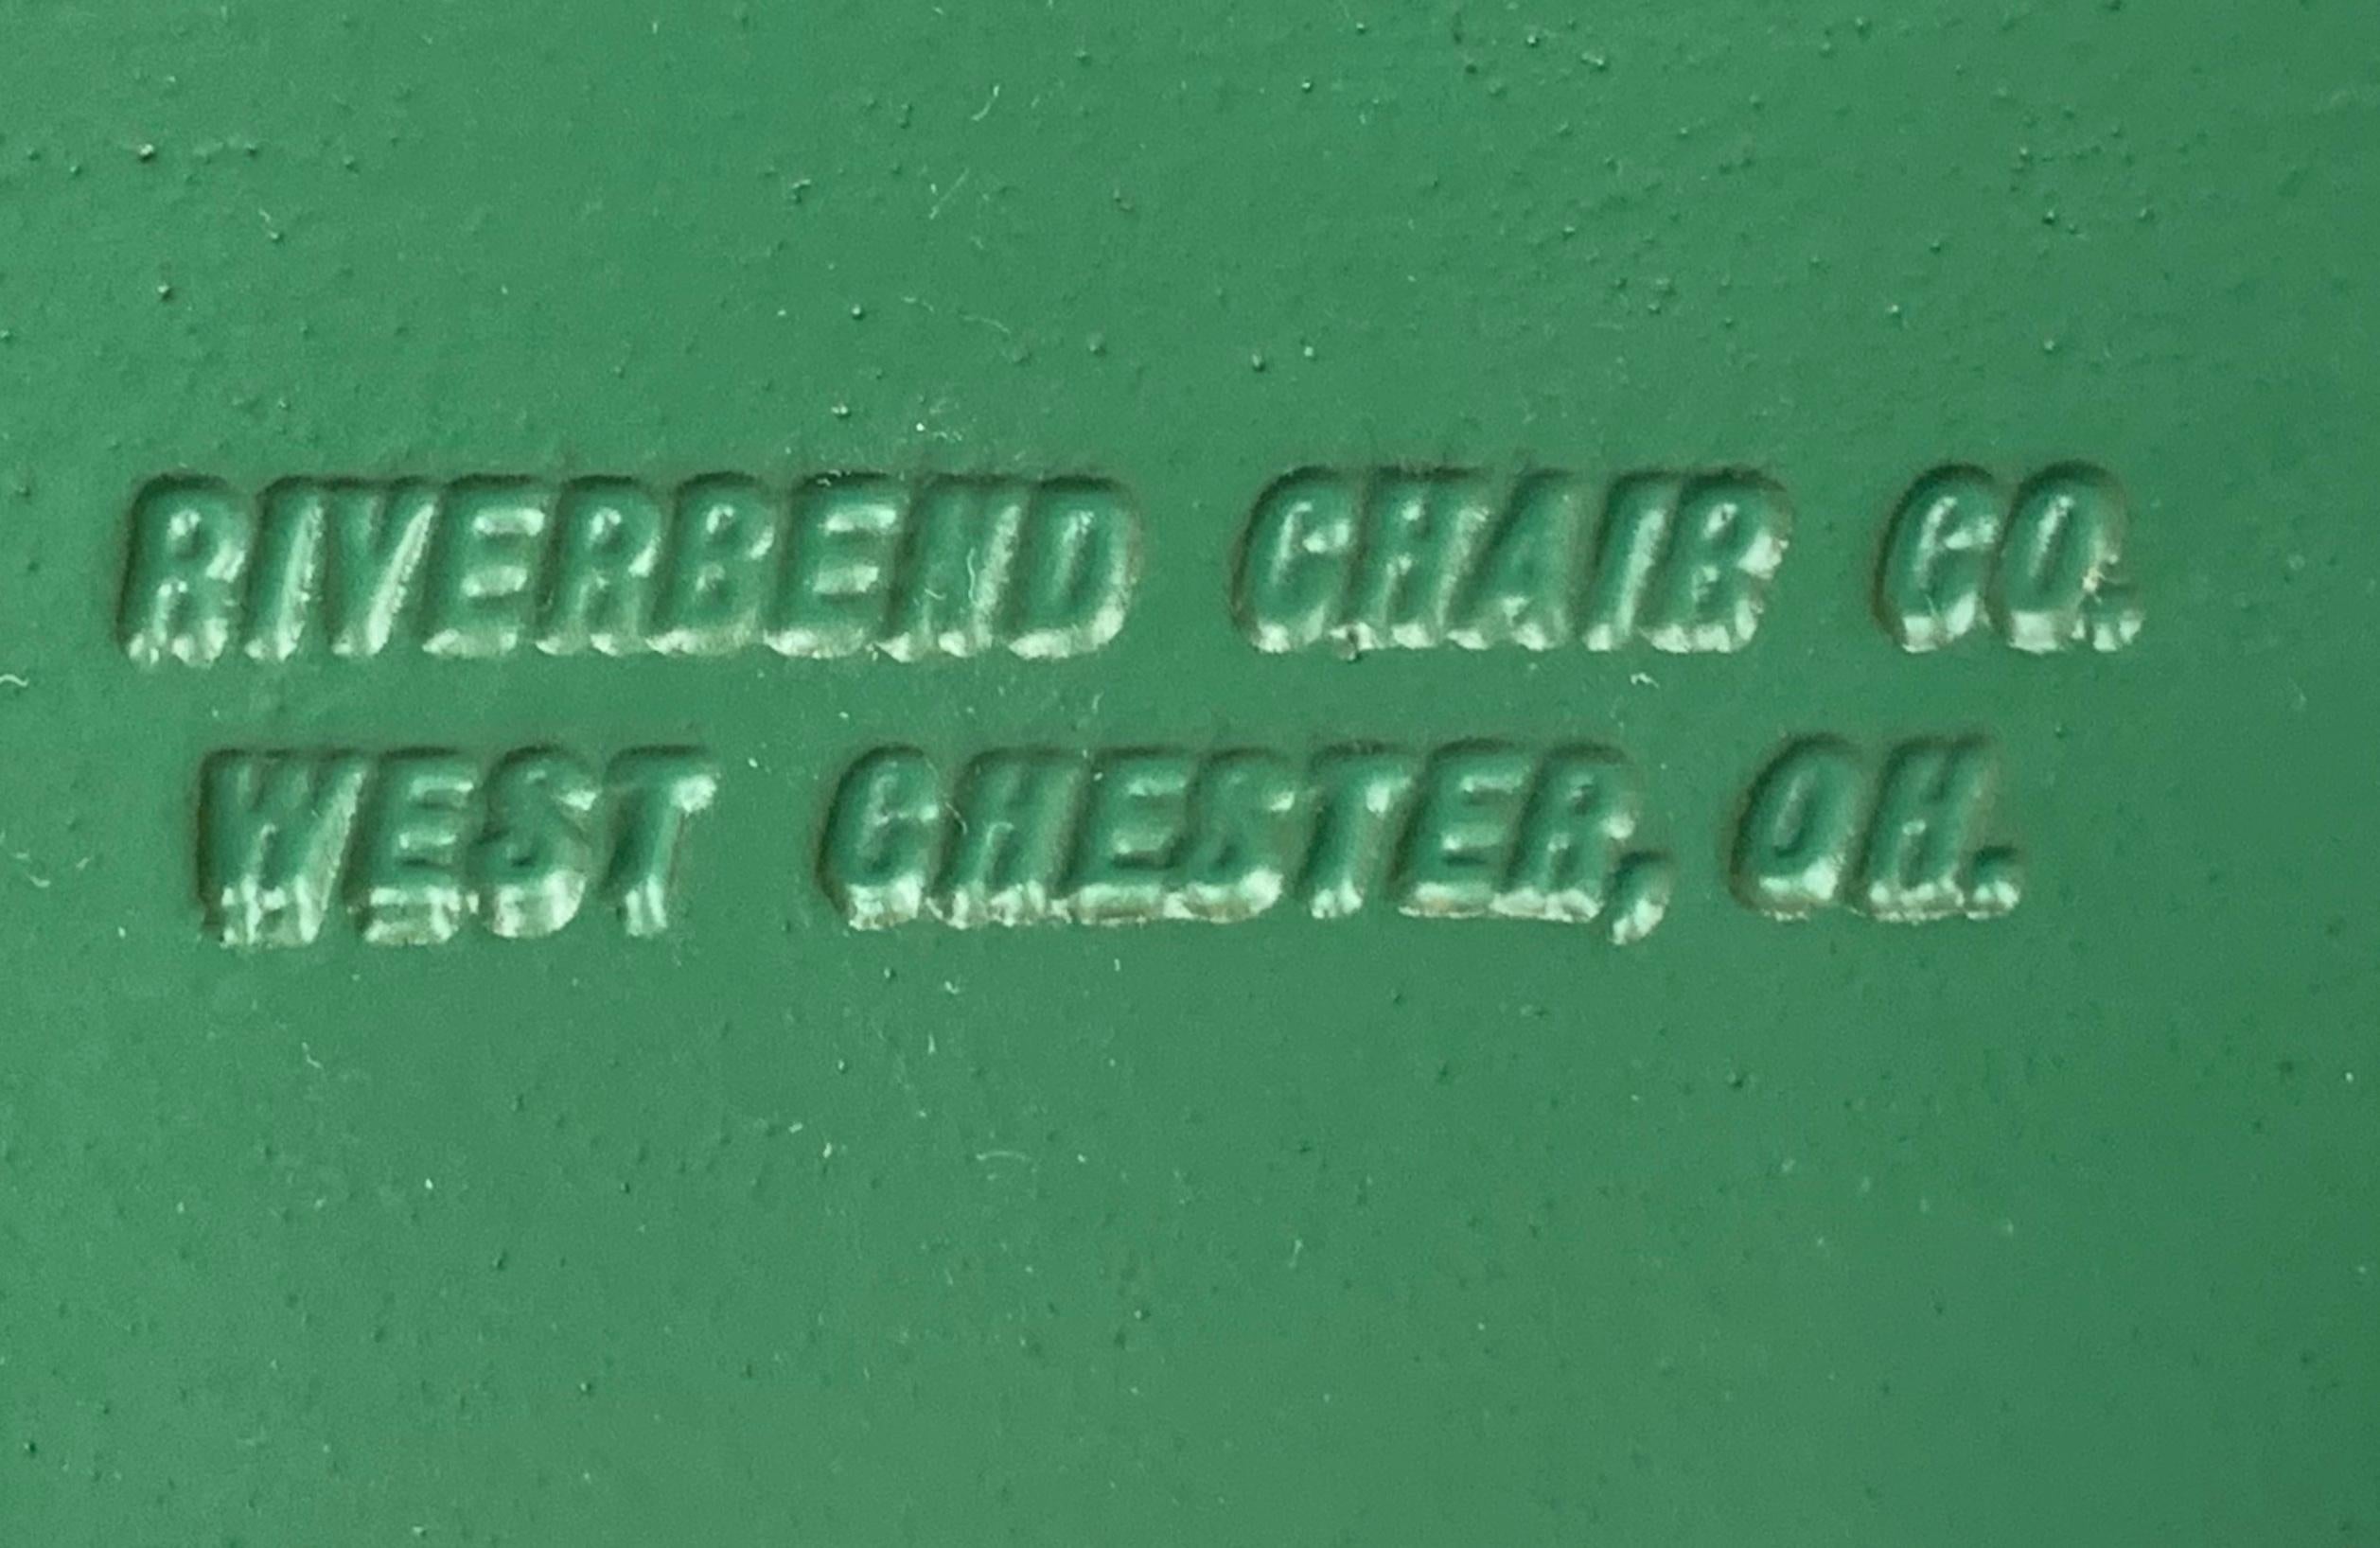 RIVERBEND CHAIR CO.
WEST CHESTER, OH.